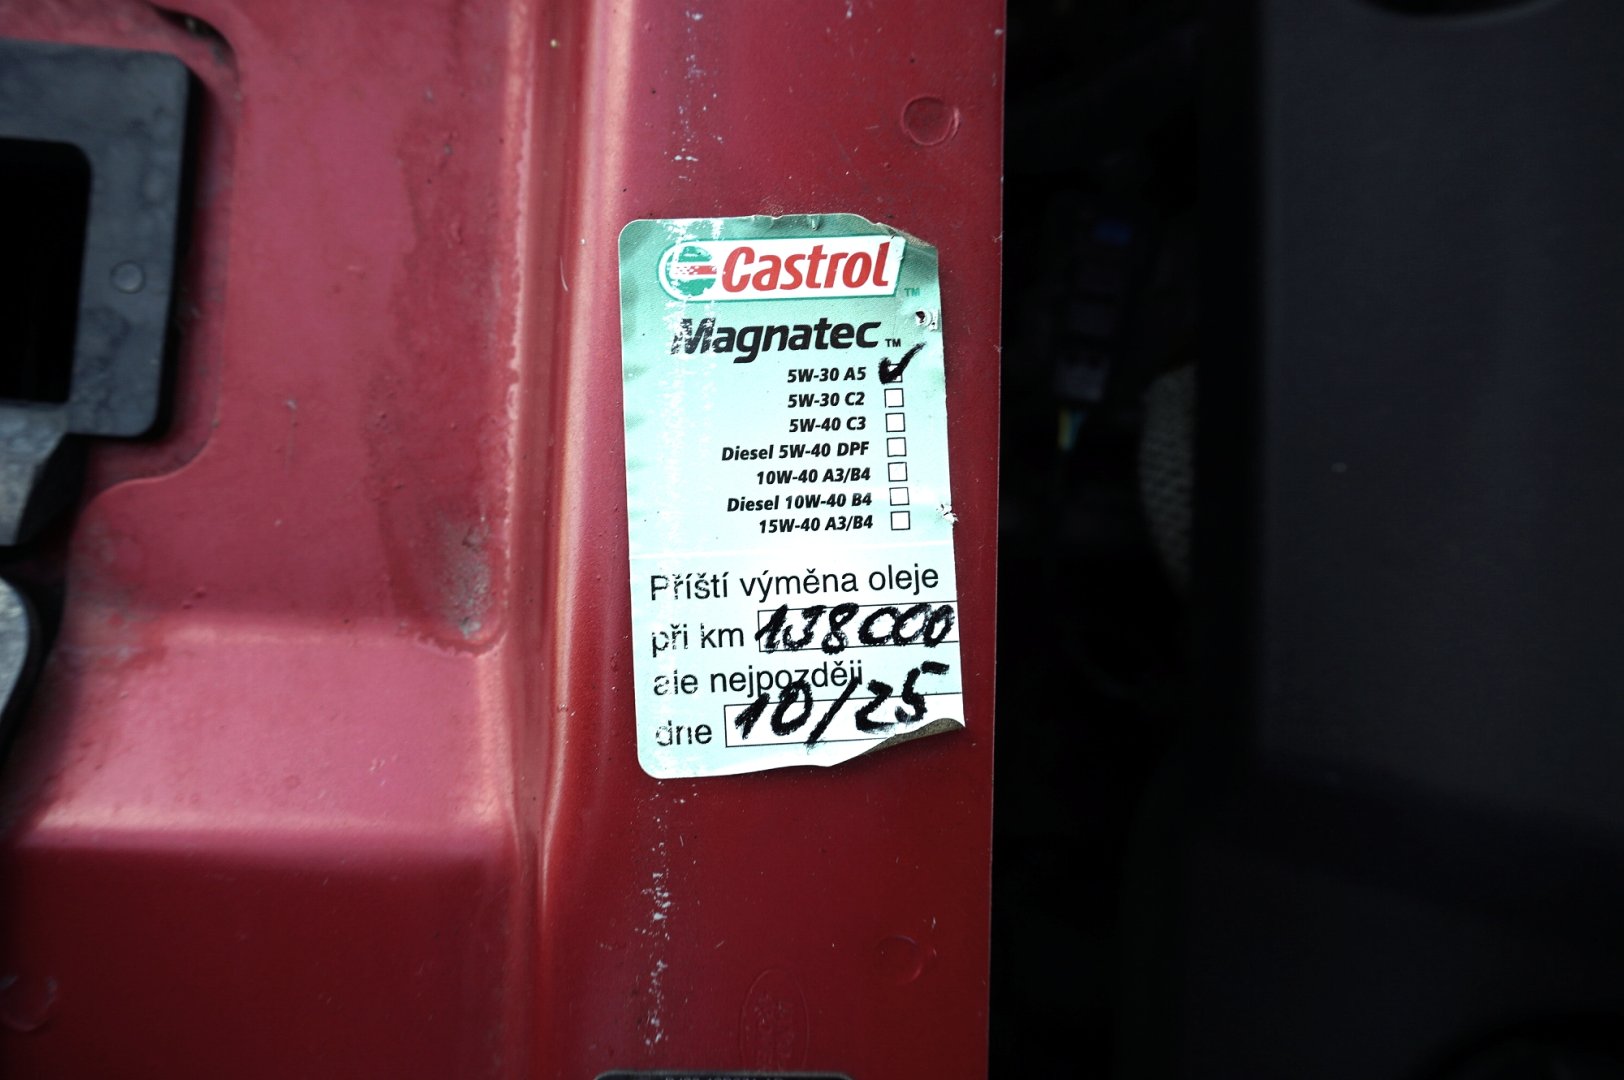 Castrol TM
Magnatec TM
5W-30 A5
5W-30 C2
5W-40 C3
Diesel 5W-40 DPF
10W-40 A3/B4
Diesel 10W-40 B4
15W-40 A3/B4
Příští výměna oleje
při km 138000
ale nejpozději
dne 10/25